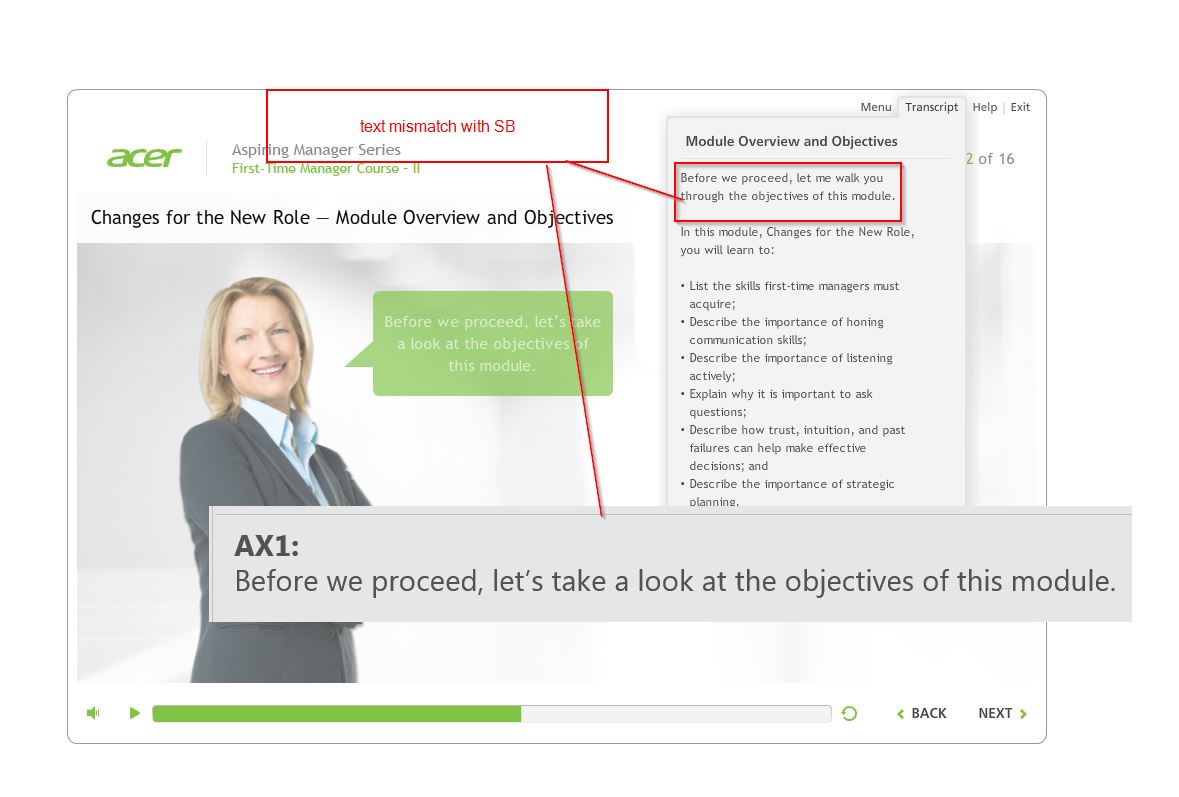 text mismatch with SB
Menu
Transcript
Help | Exit
acer
Aspiring Manager Series
First-Time Manager Course - II
2 of 16
Changes for the New Role — Module Overview and Objectives
Before we proceed, let's take
a look at the objectives of
this module.
Module Overview and Objectives
Before we proceed, let me walk you
through the objectives of this module.
In this module, Changes for the New Role,
you will learn to:
• List the skills first-time managers must
acquire;
• Describe the importance of honing
communication skills;
• Describe the importance of listening
actively;
• Explain why it is important to ask
questions;
• Describe how trust, intuition, and past
failures can help make effective
decisions; and
• Describe the importance of strategic
planning.
AX1:
Before we proceed, let's take a look at the objectives of this module.
BACK
NEXT